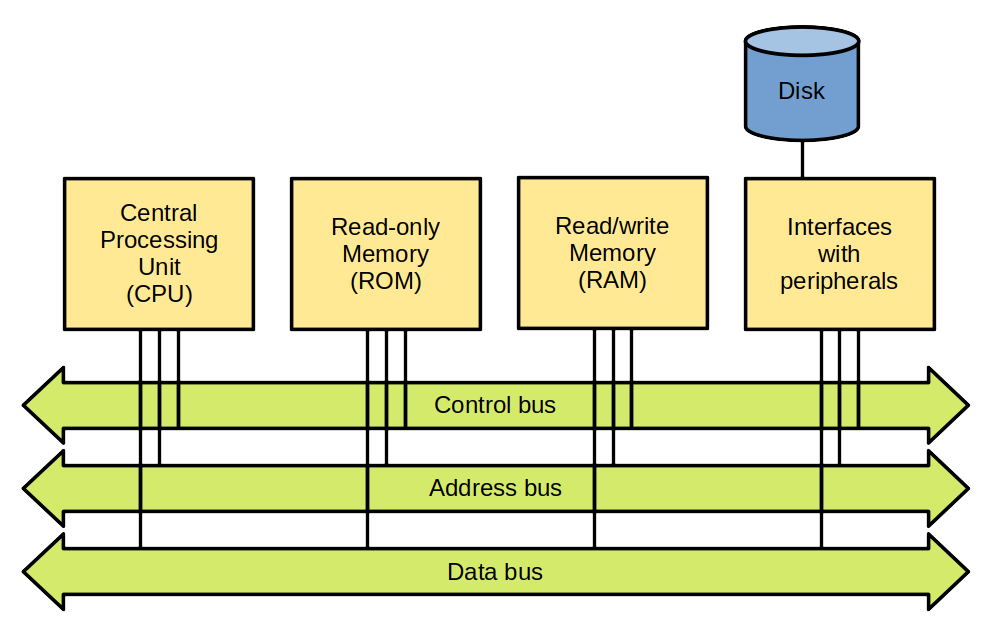 Disk
Central
Processing
Unit
(CPU)
Read-only
Memory
(ROM)
Read/write
Memory
(RAM)
Interfaces
with
peripherals
Control bus
Address bus
Data bus